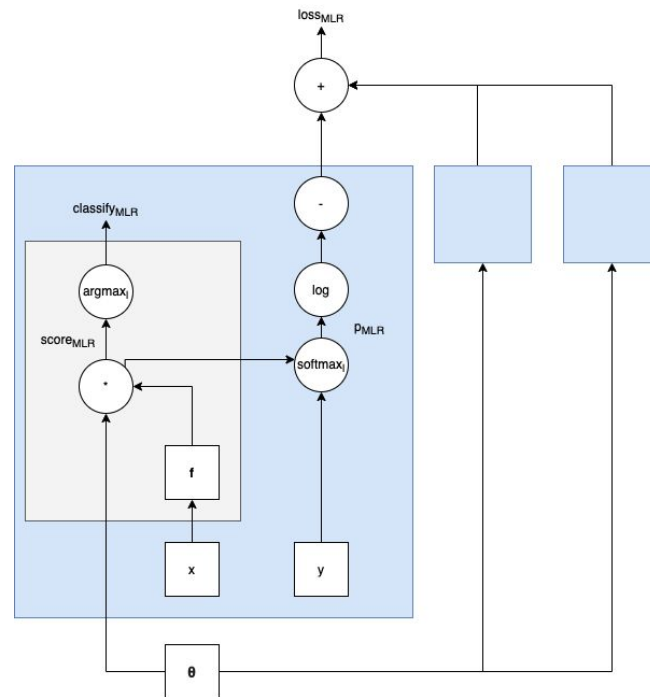 loss_MLR
+
-
classify_MLR
argmax_l
log
score_MLR
p_MLR
*
softmax_l
f
x
y
θ